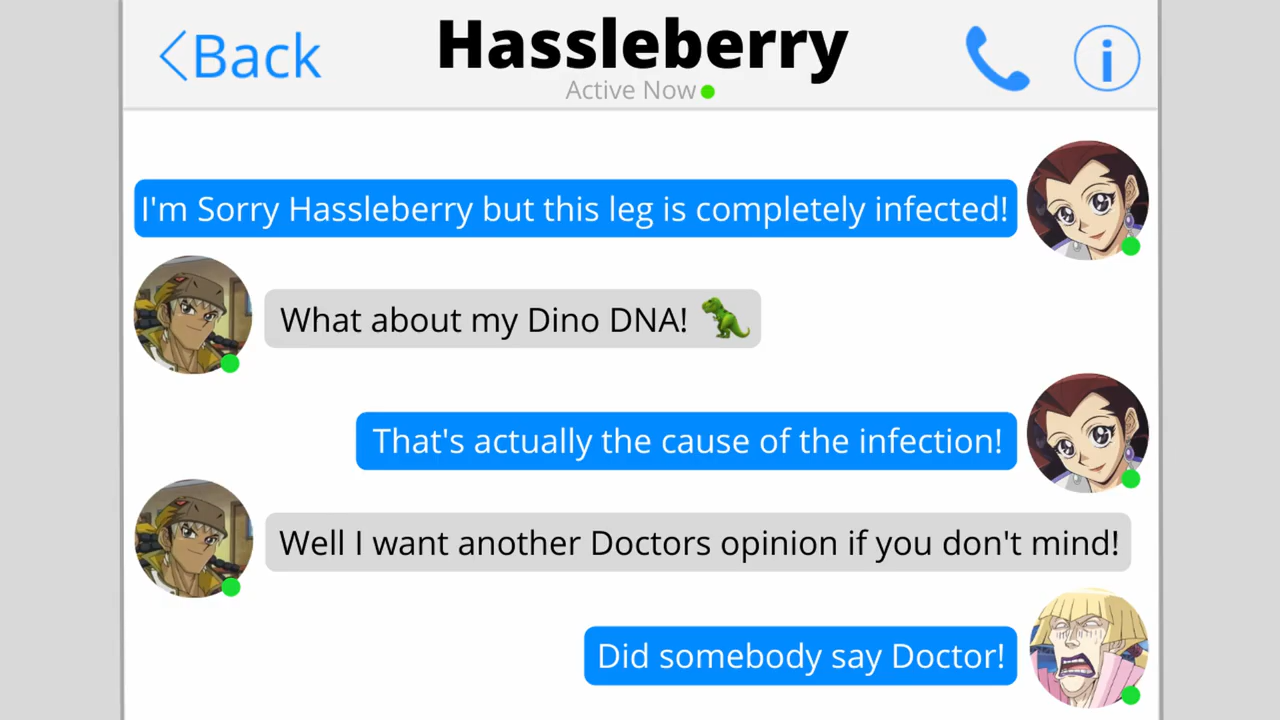 Back
Hassleberry
Active Now
I'm Sorry Hassleberry but this leg is completely infected!
What about my Dino DNA! 🦖
That's actually the cause of the infection!
Well I want another Doctors opinion if you don't mind!
Did somebody say Doctor!